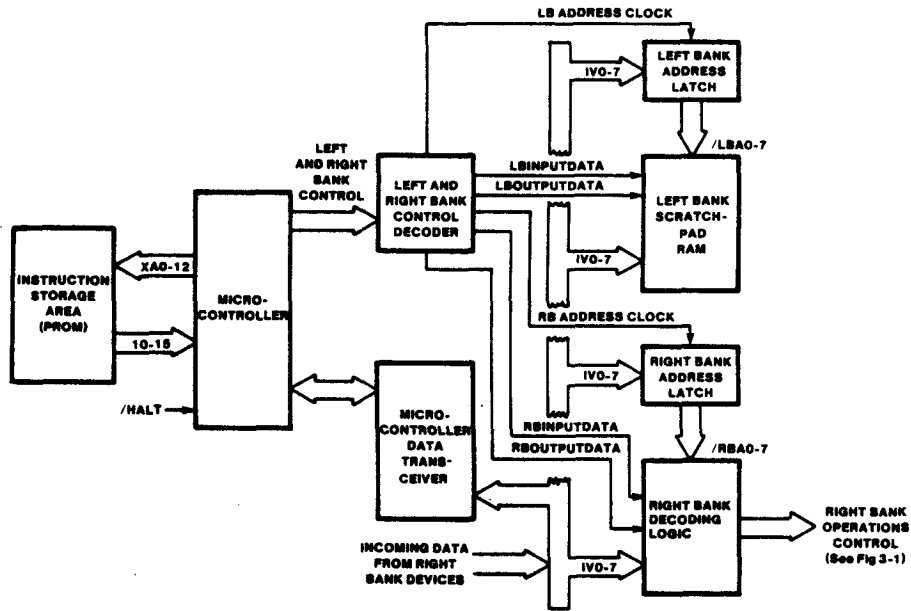 LB ADDRESS CLOCK
LEFT BANK
ADDRESS
LATCH
IV0-7
/LBA0-7
LEFT
AND RIGHT
BANK
CONTROL
LEFT AND
RIGHT BANK
CONTROL
DECODER
LBINPUTDATA
LBOUTPUTDATA
LEFT BANK
SCRATCH-
PAD
RAM
IV0-7
INSTRUCTION
STORAGE
AREA
(PROM)
XA0-12
10-15
MICRO-
CONTROLLER
/HALT
RB ADDRESS CLOCK
RIGHT BANK
ADDRESS
LATCH
IV0-7
/RBA0-7
MICRO-
CONTROLLER
DATA
TRANS-
CEIVER
RBINPUTDATA
RBOUTPUTDATA
RIGHT BANK
DECODING
LOGIC
RIGHT BANK
OPERATIONS
CONTROL
(See Fig 3-1)
INCOMING DATA
FROM RIGHT
BANK DEVICES
IV0-7